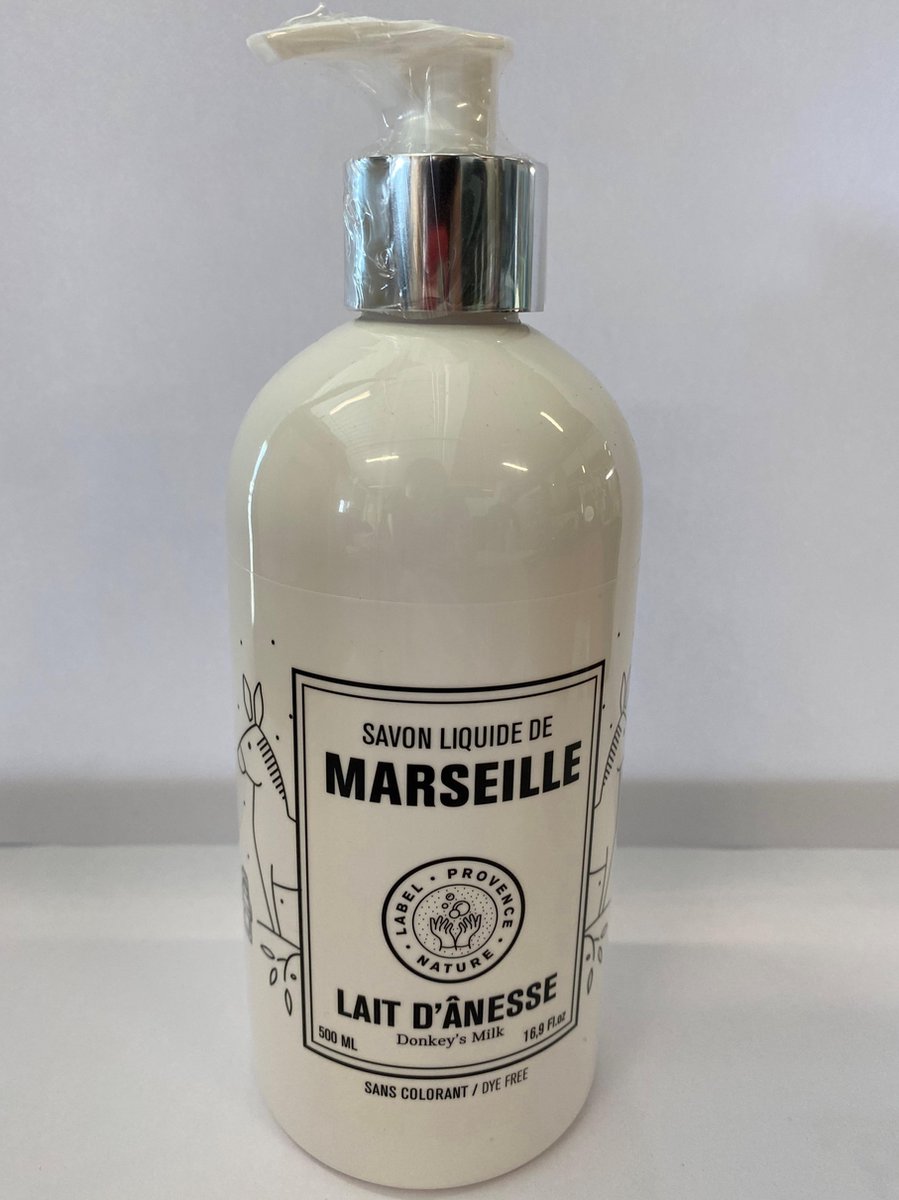 SAVON LIQUIDE DE
MARSEILLE
LABEL • PROVENCE • NATURE •
LAIT D'ÂNESSE
Donkey's Milk
500 ML
16,9 Fl.oz
SANS COLORANT / DYE FREE